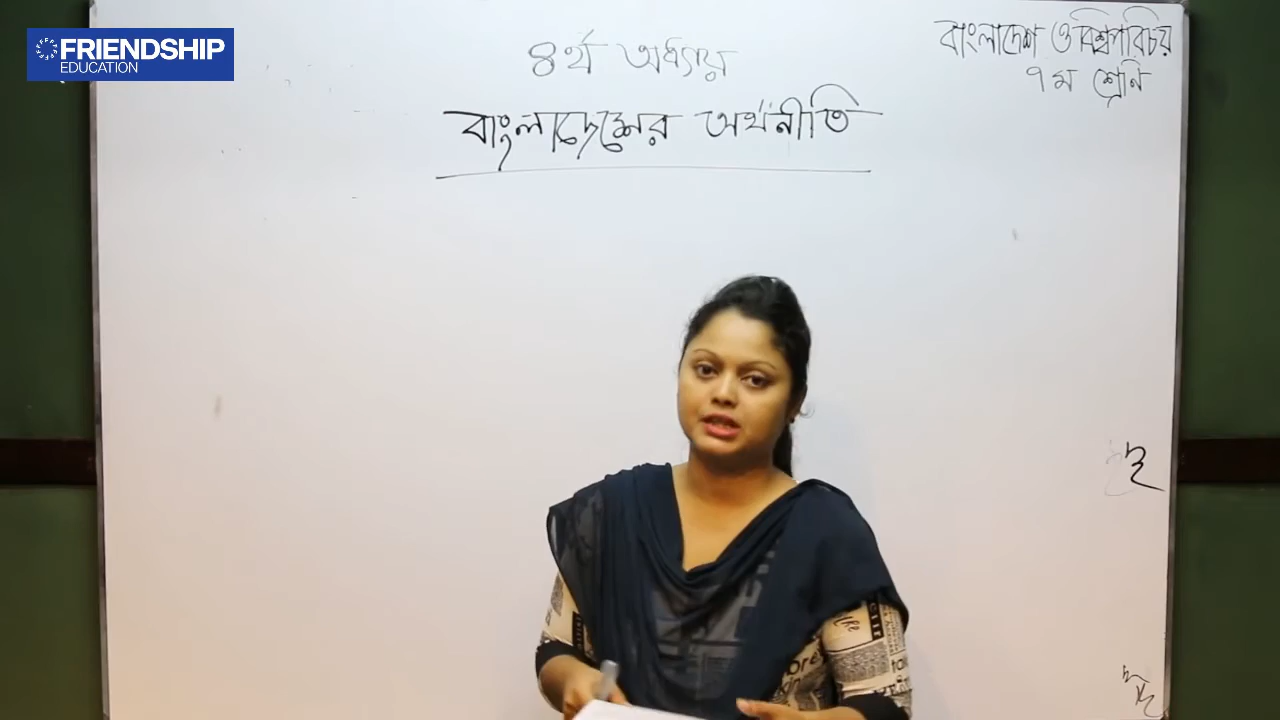 FRIENDSHIP
EDUCATION
৪র্থ অধ্যায়
বাংলাদেশের অর্থনীতি
বাংলাদেশ ও বিশ্বপরিচয়
৭ম শ্রেনি